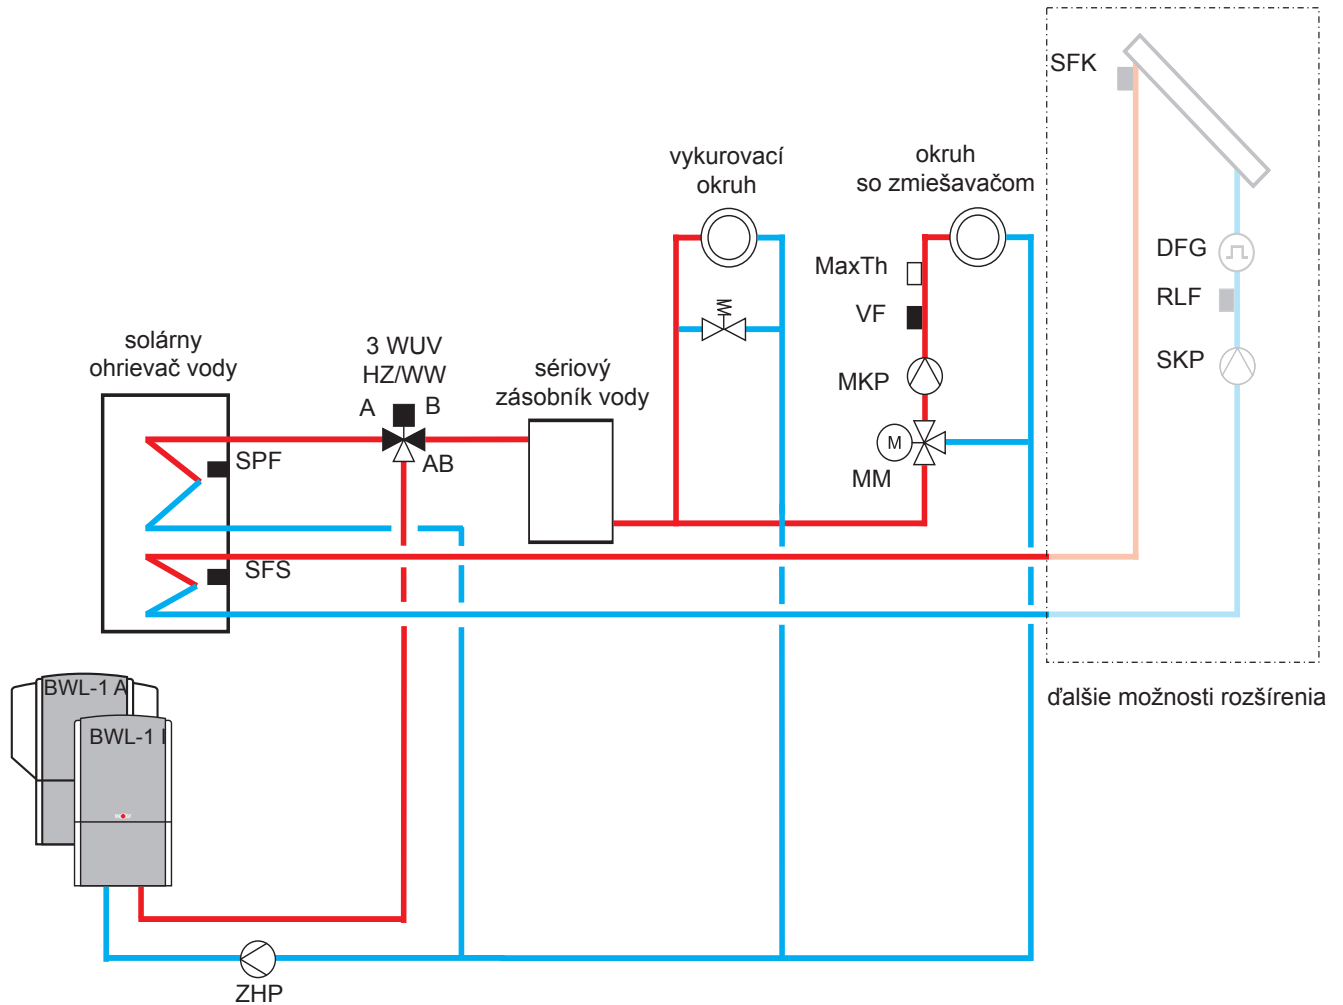 SFK
vykurovací
okruh
okruh
so zmiešavačom
MaxTh
VF
DFG
RLF
SKP
solárny
ohrievač vody
3 WUV
HZ/WW
A
B
AB
sériový
zásobník vody
MKP
M
MM
SPF
SFS
BWL-1 A
BWL-1 I
ďalšie možnosti rozšírenia
ZHP